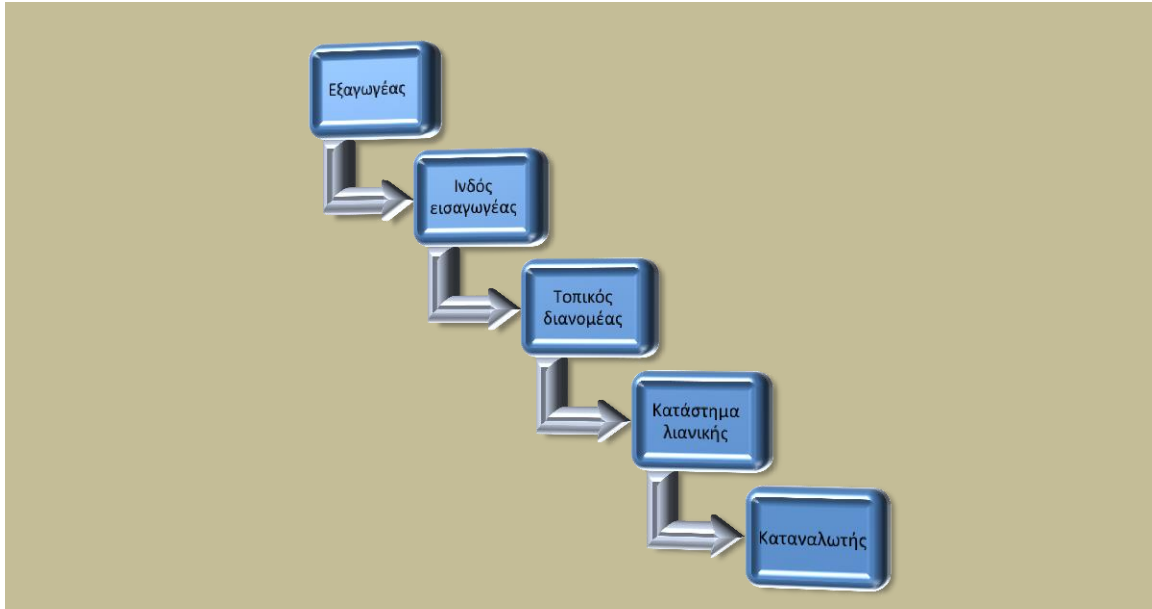 Εξαγωγέας
Ινδός
εισαγωγέας
Τοπικός
διανομέας
Κατάστημα
λιανικής
Καταναλωτής